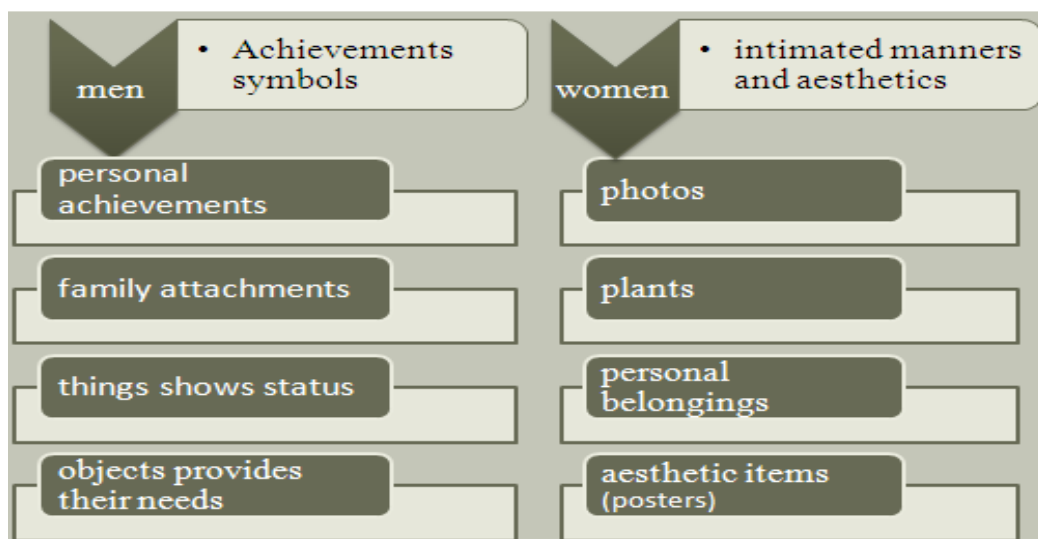 men
• Achievements
symbols
personal
achievements
family attachments
things shows status
objects provides
their needs
women
• intimated manners
and aesthetics
photos
plants
personal
belongings
aesthetic items
(posters)